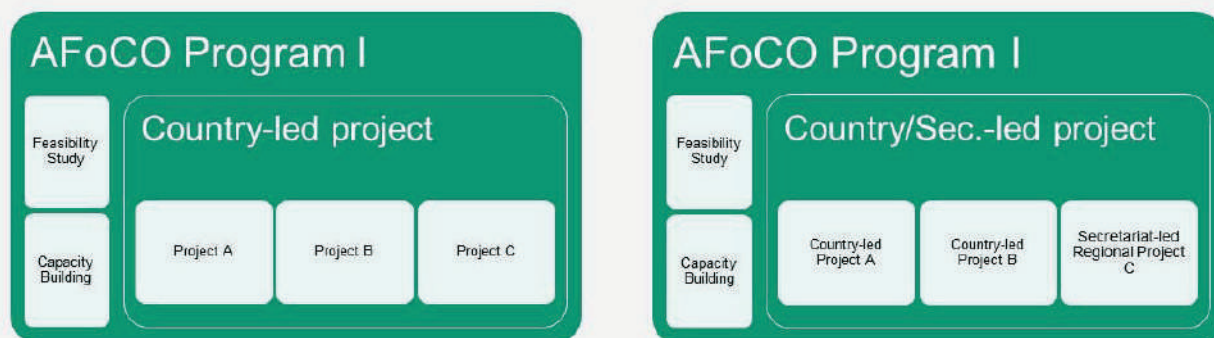 AFoCO Program I
Feasibility
Study
Capacity
Building
Country-led project
Project A
Project B
Project C
AFoCO Program I
Feasibility
Study
Capacity
Building
Country/Sec.-led project
Country-led
Project A
Country-led
Project B
Secretariat-led
Regional Project
C